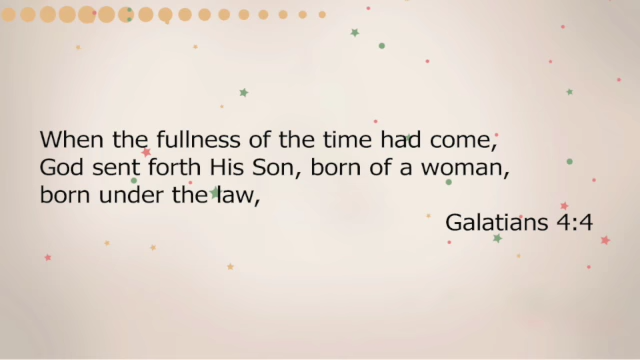 When the fullness of the time had come,
God sent forth His Son, born of a woman,
born under the law,
Galatians 4:4